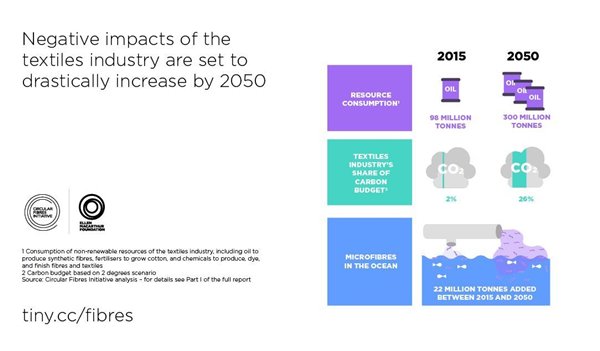 Negative impacts of the
textiles industry are set to
drastically increase by 2050
2015
2050
RESOURCE
CONSUMPTION¹
OIL
OIL
OIL
OIL
98 MILLION
TONNES
300 MILLION
TONNES
TEXTILES
INDUSTRY'S
SHARE OF
CARBON
BUDGET²
CO₂
CO₂
2%
26%
MICROFIBRES
IN THE OCEAN
22 MILLION TONNES ADDED
BETWEEN 2015 AND 2050
CIRCULAR
FIBRES
INITIATIVE
ELLEN
MACARTHUR
FOUNDATION
1 Consumption of non-renewable resources of the textiles industry, including oil to
produce synthetic fibres, fertilisers to grow cotton, and chemicals to produce, dye,
and finish fibres and textiles
2 Carbon budget based on 2 degrees scenario
Source: Circular Fibres Initiative analysis – for details see Part I of the full report
tiny.cc/fibres